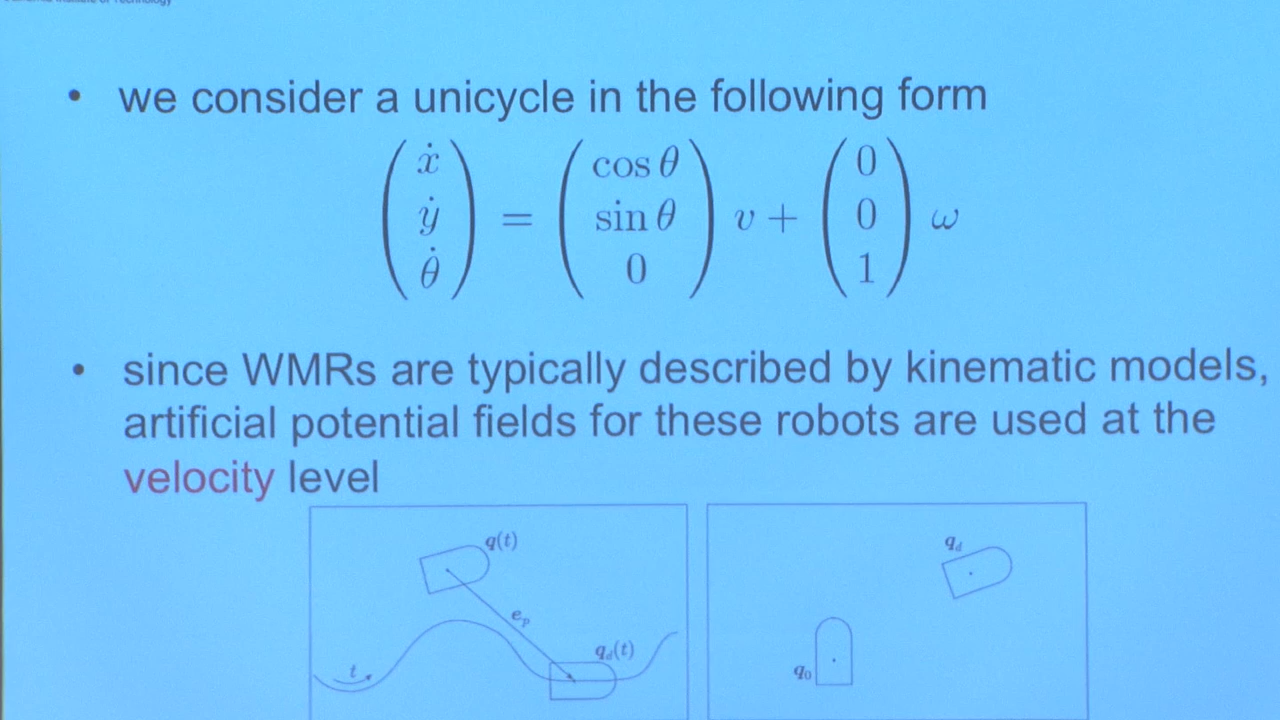 • we consider a unicycle in the following form
(ẋ ẏ θ̇) = (cos θ sin θ 0) v + (0 0 1) ω
• since WMRs are typically described by kinematic models,
artificial potential fields for these robots are used at the
velocity level
q(t)
e_p
q_d(t)
t
q_d
q_0